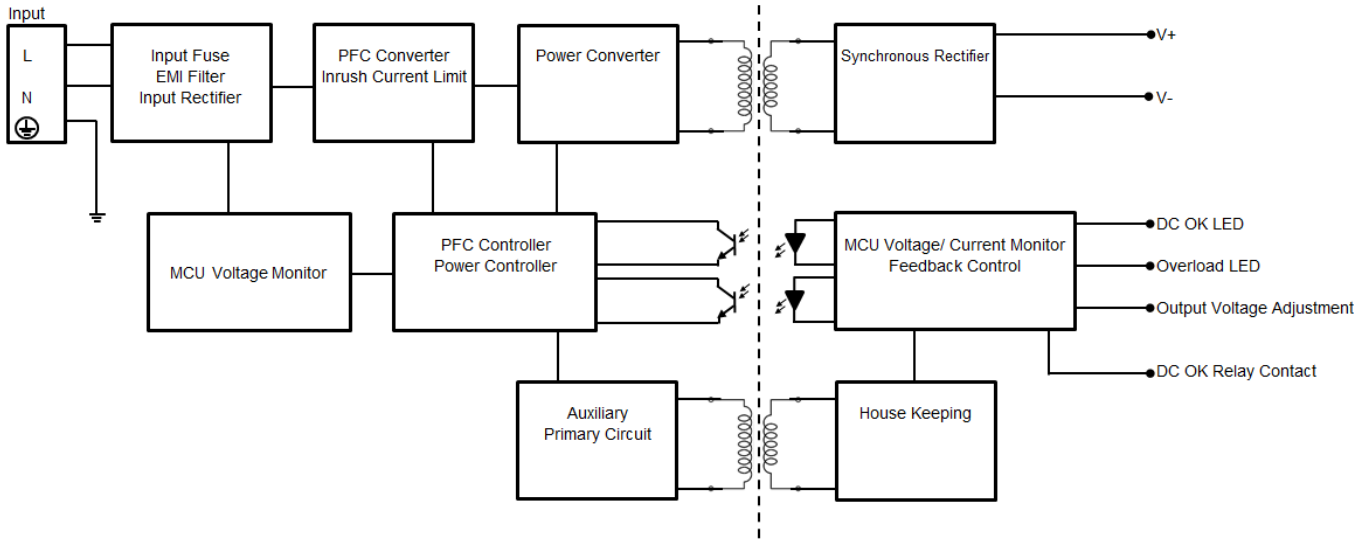 Input
L
N
Input Fuse
EMI Filter
Input Rectifier
PFC Converter
Inrush Current Limit
Power Converter
Synchronous Rectifier
V+
V-
MCU Voltage Monitor
PFC Controller
Power Controller
MCU Voltage/ Current Monitor
Feedback Control
DC OK LED
Overload LED
Output Voltage Adjustment
DC OK Relay Contact
Auxiliary
Primary Circuit
House Keeping